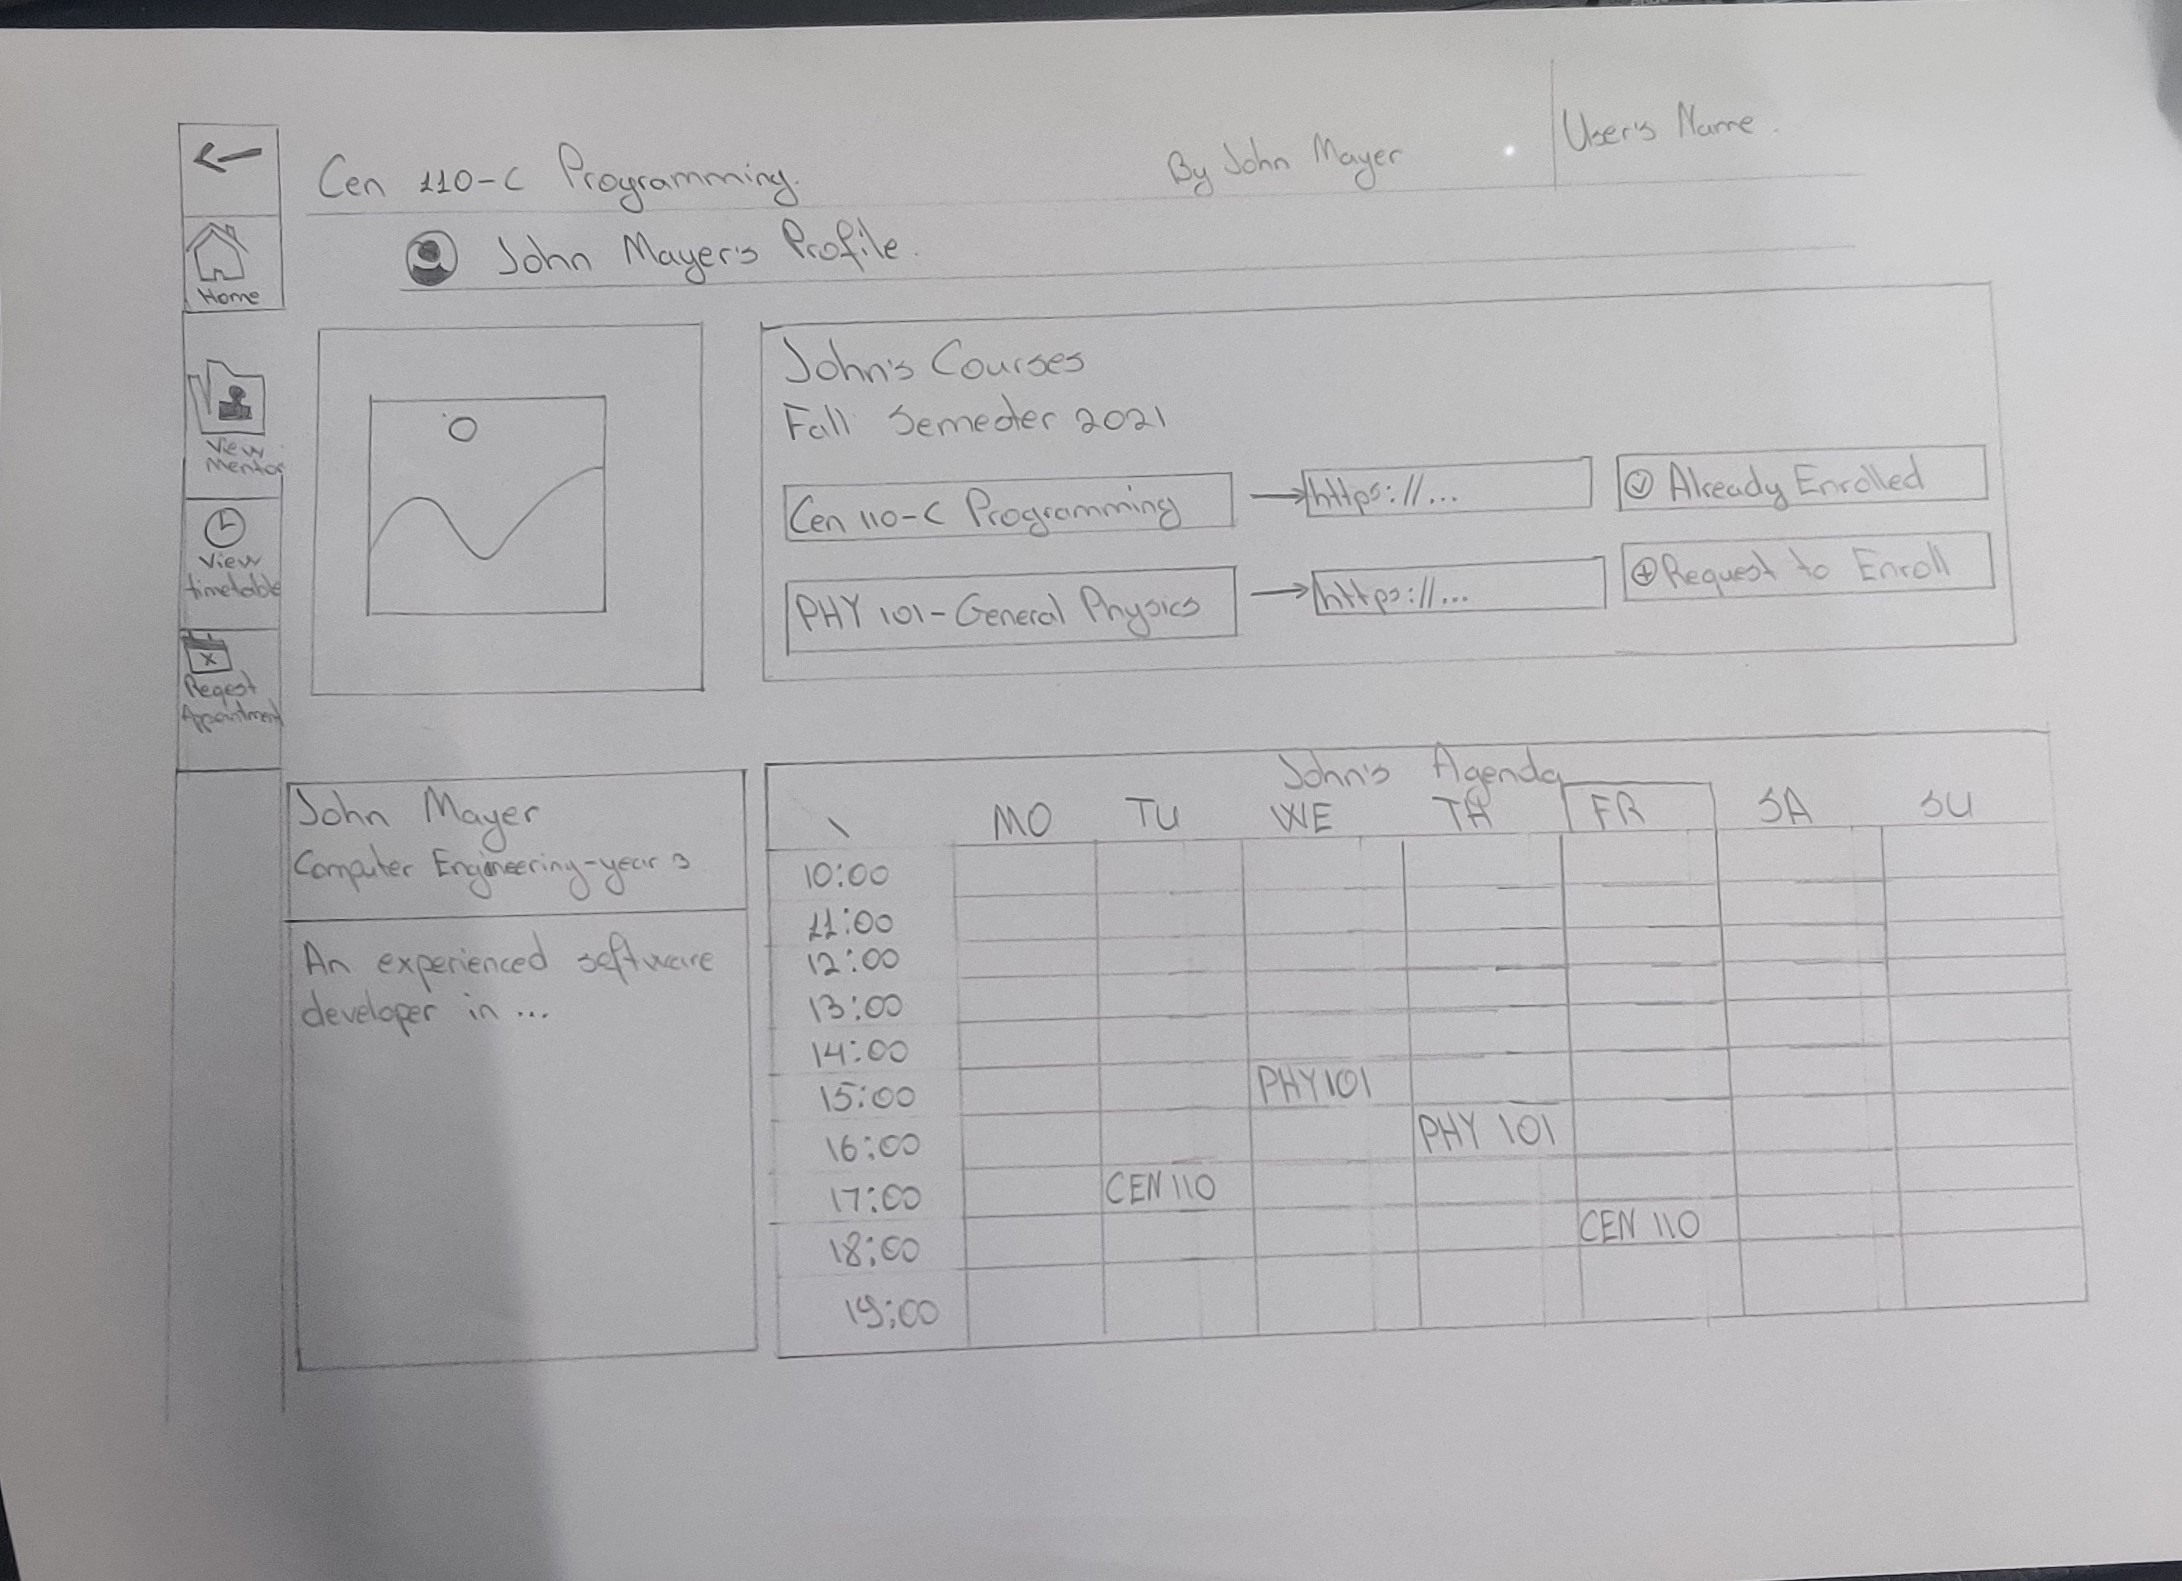 Cen 110-C Programming.
By John Mayer
User's Name.
John Mayer's Profile.
Home
View
Mentor
View
timetable
Reqest
Appointment
John's Courses
Fall Semester 2021
Cen 110-C Programming
https://...
Already Enrolled
PHY 101-General Physics
https://...
Request to Enroll
John Mayer
Computer Engineering-year 3
An experienced software
developer in ...
John's Agenda
MO TU WE TH FR SA SU
10:00
11:00
12:00
13:00
14:00
15:00 PHY101
16:00 PHY 101
17:00 CEN110
18:00 CEN 110
19:00